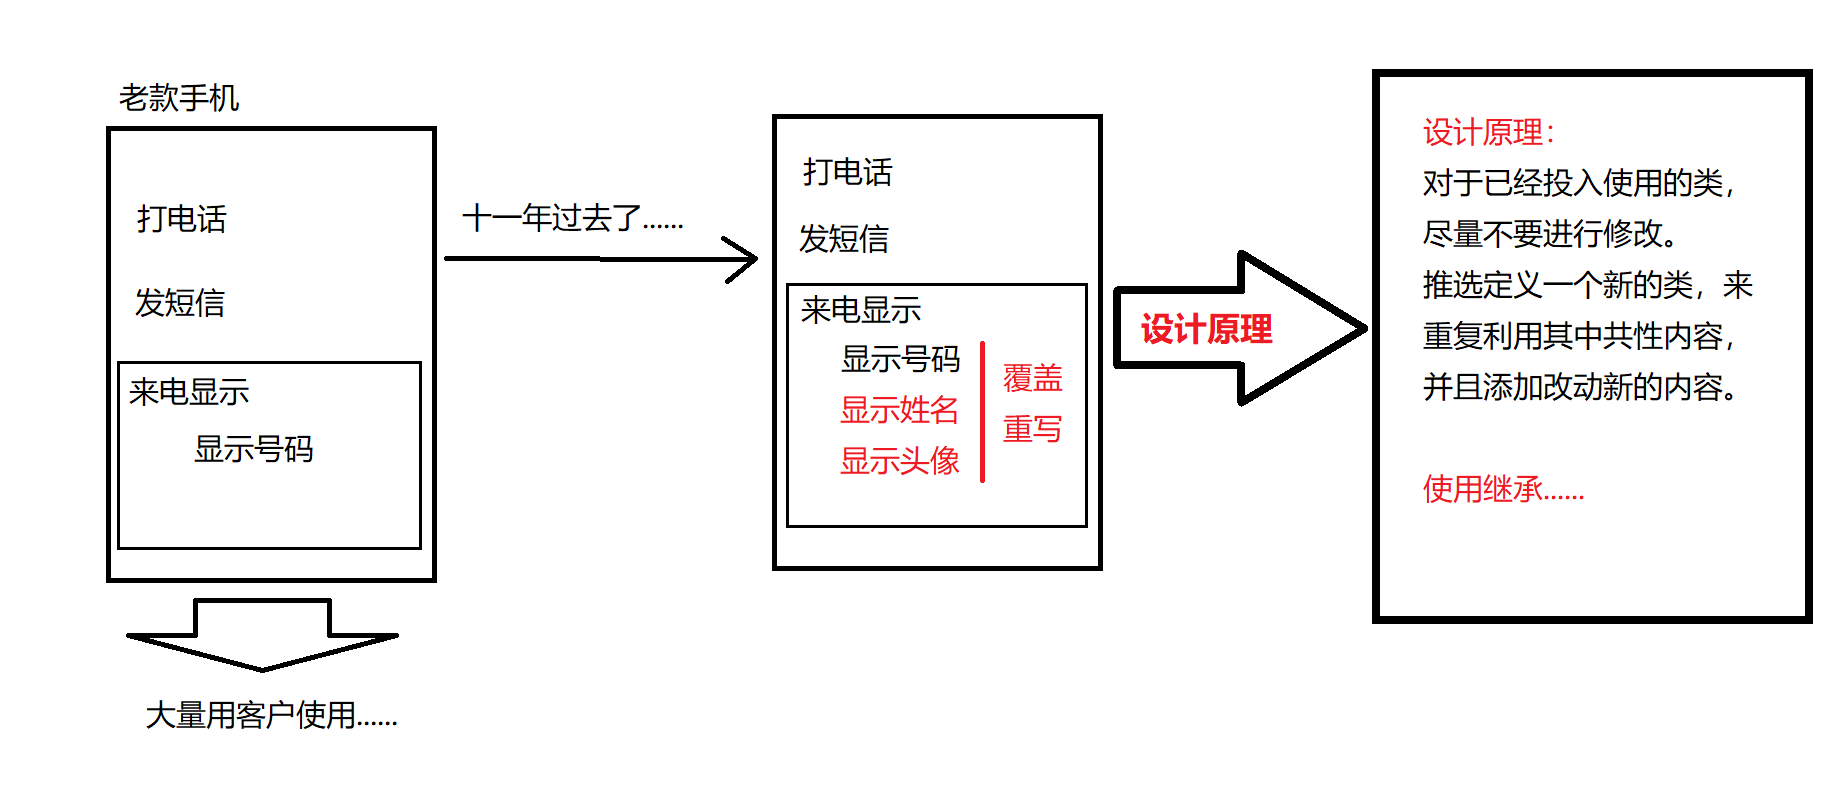 老款手机
打电话
发短信
来电显示
显示号码
大量用客户使用......
十一年过去了......
打电话
发短信
来电显示
显示号码
显示姓名
显示头像
覆盖
重写
设计原理
设计原理：
对于已经投入使用的类，
尽量不要进行修改。
推选定义一个新的类，来
重复利用其中共性内容，
并且添加改动新的内容。
使用继承......